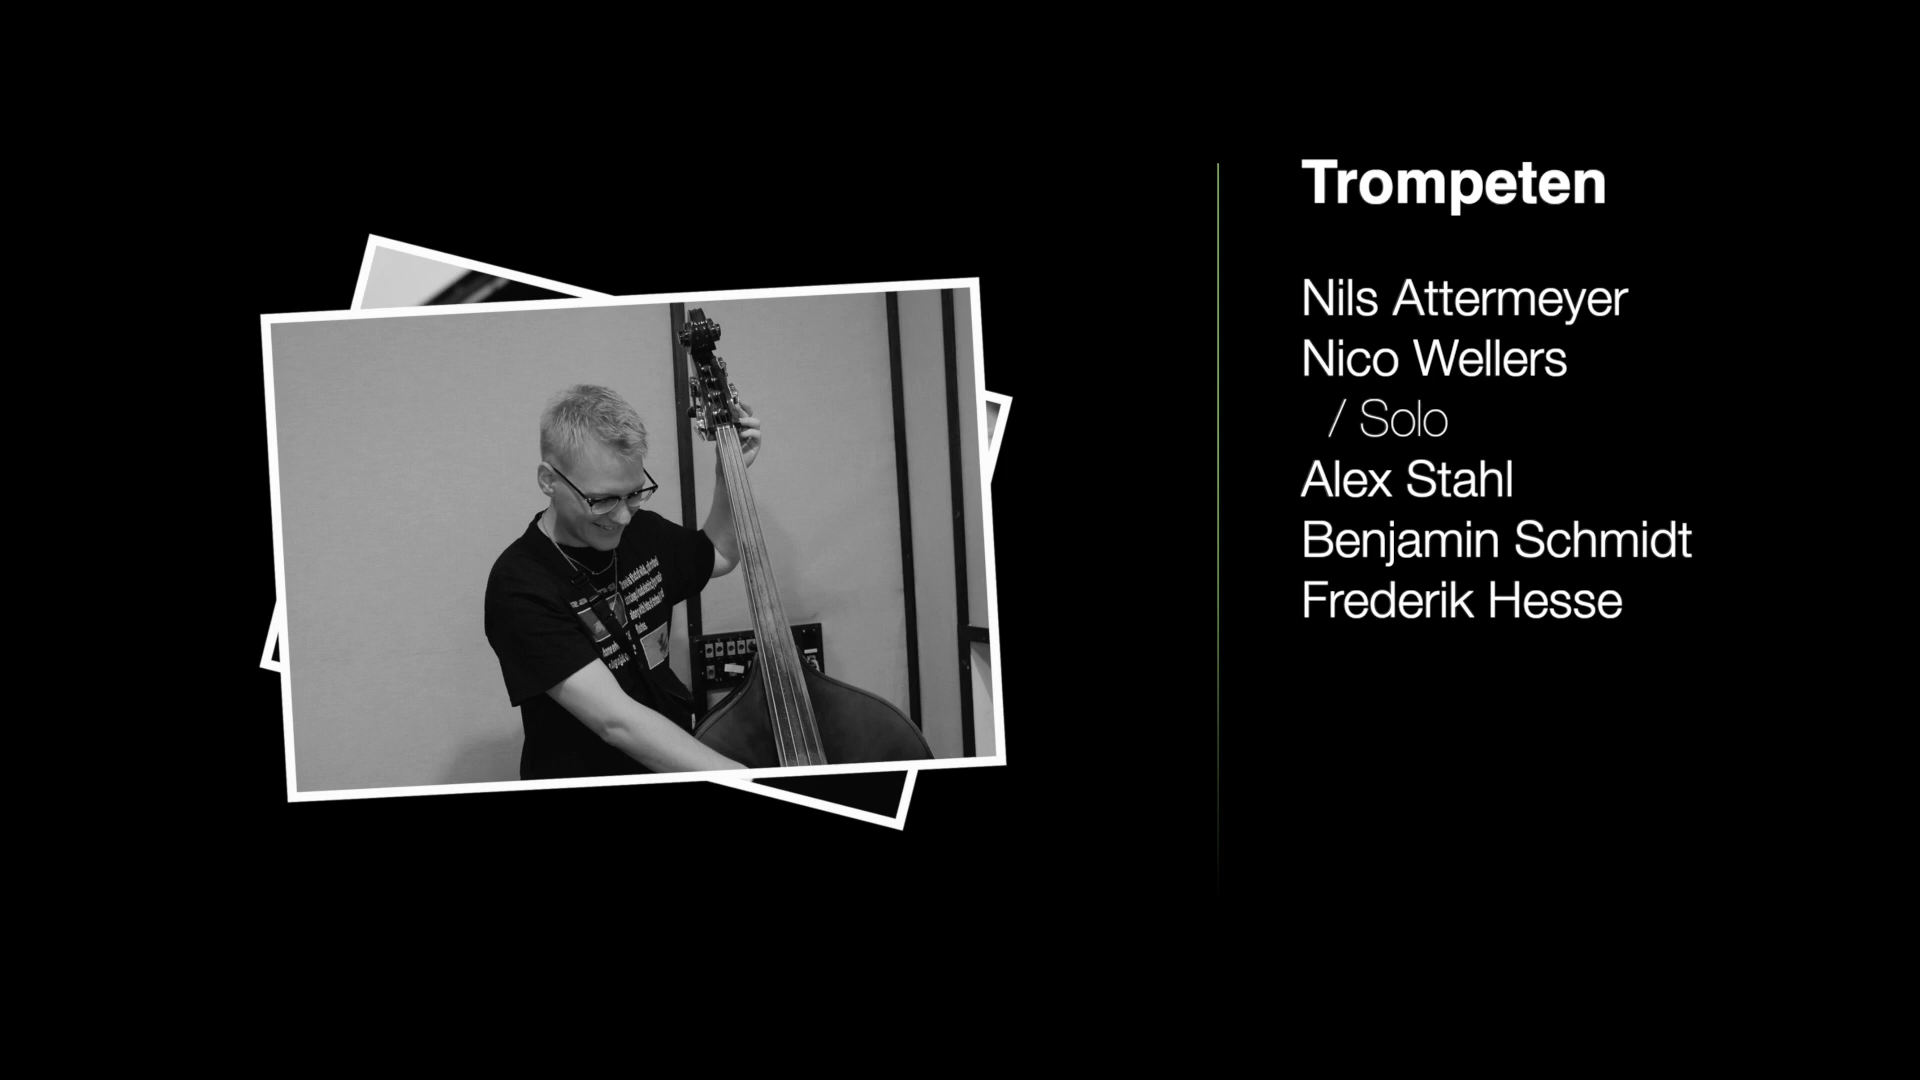 Trompeten
Nils Attermeyer
Nico Wellers
/ Solo
Alex Stahl
Benjamin Schmidt
Frederik Hesse